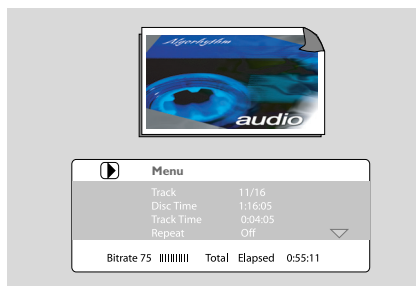 Algorhythm
audio
Menu
Track 11/16
Disc Time 1:16:05
Track Time 0:04:05
Repeat Off
Bitrate 75 Total Elapsed 0:55:11